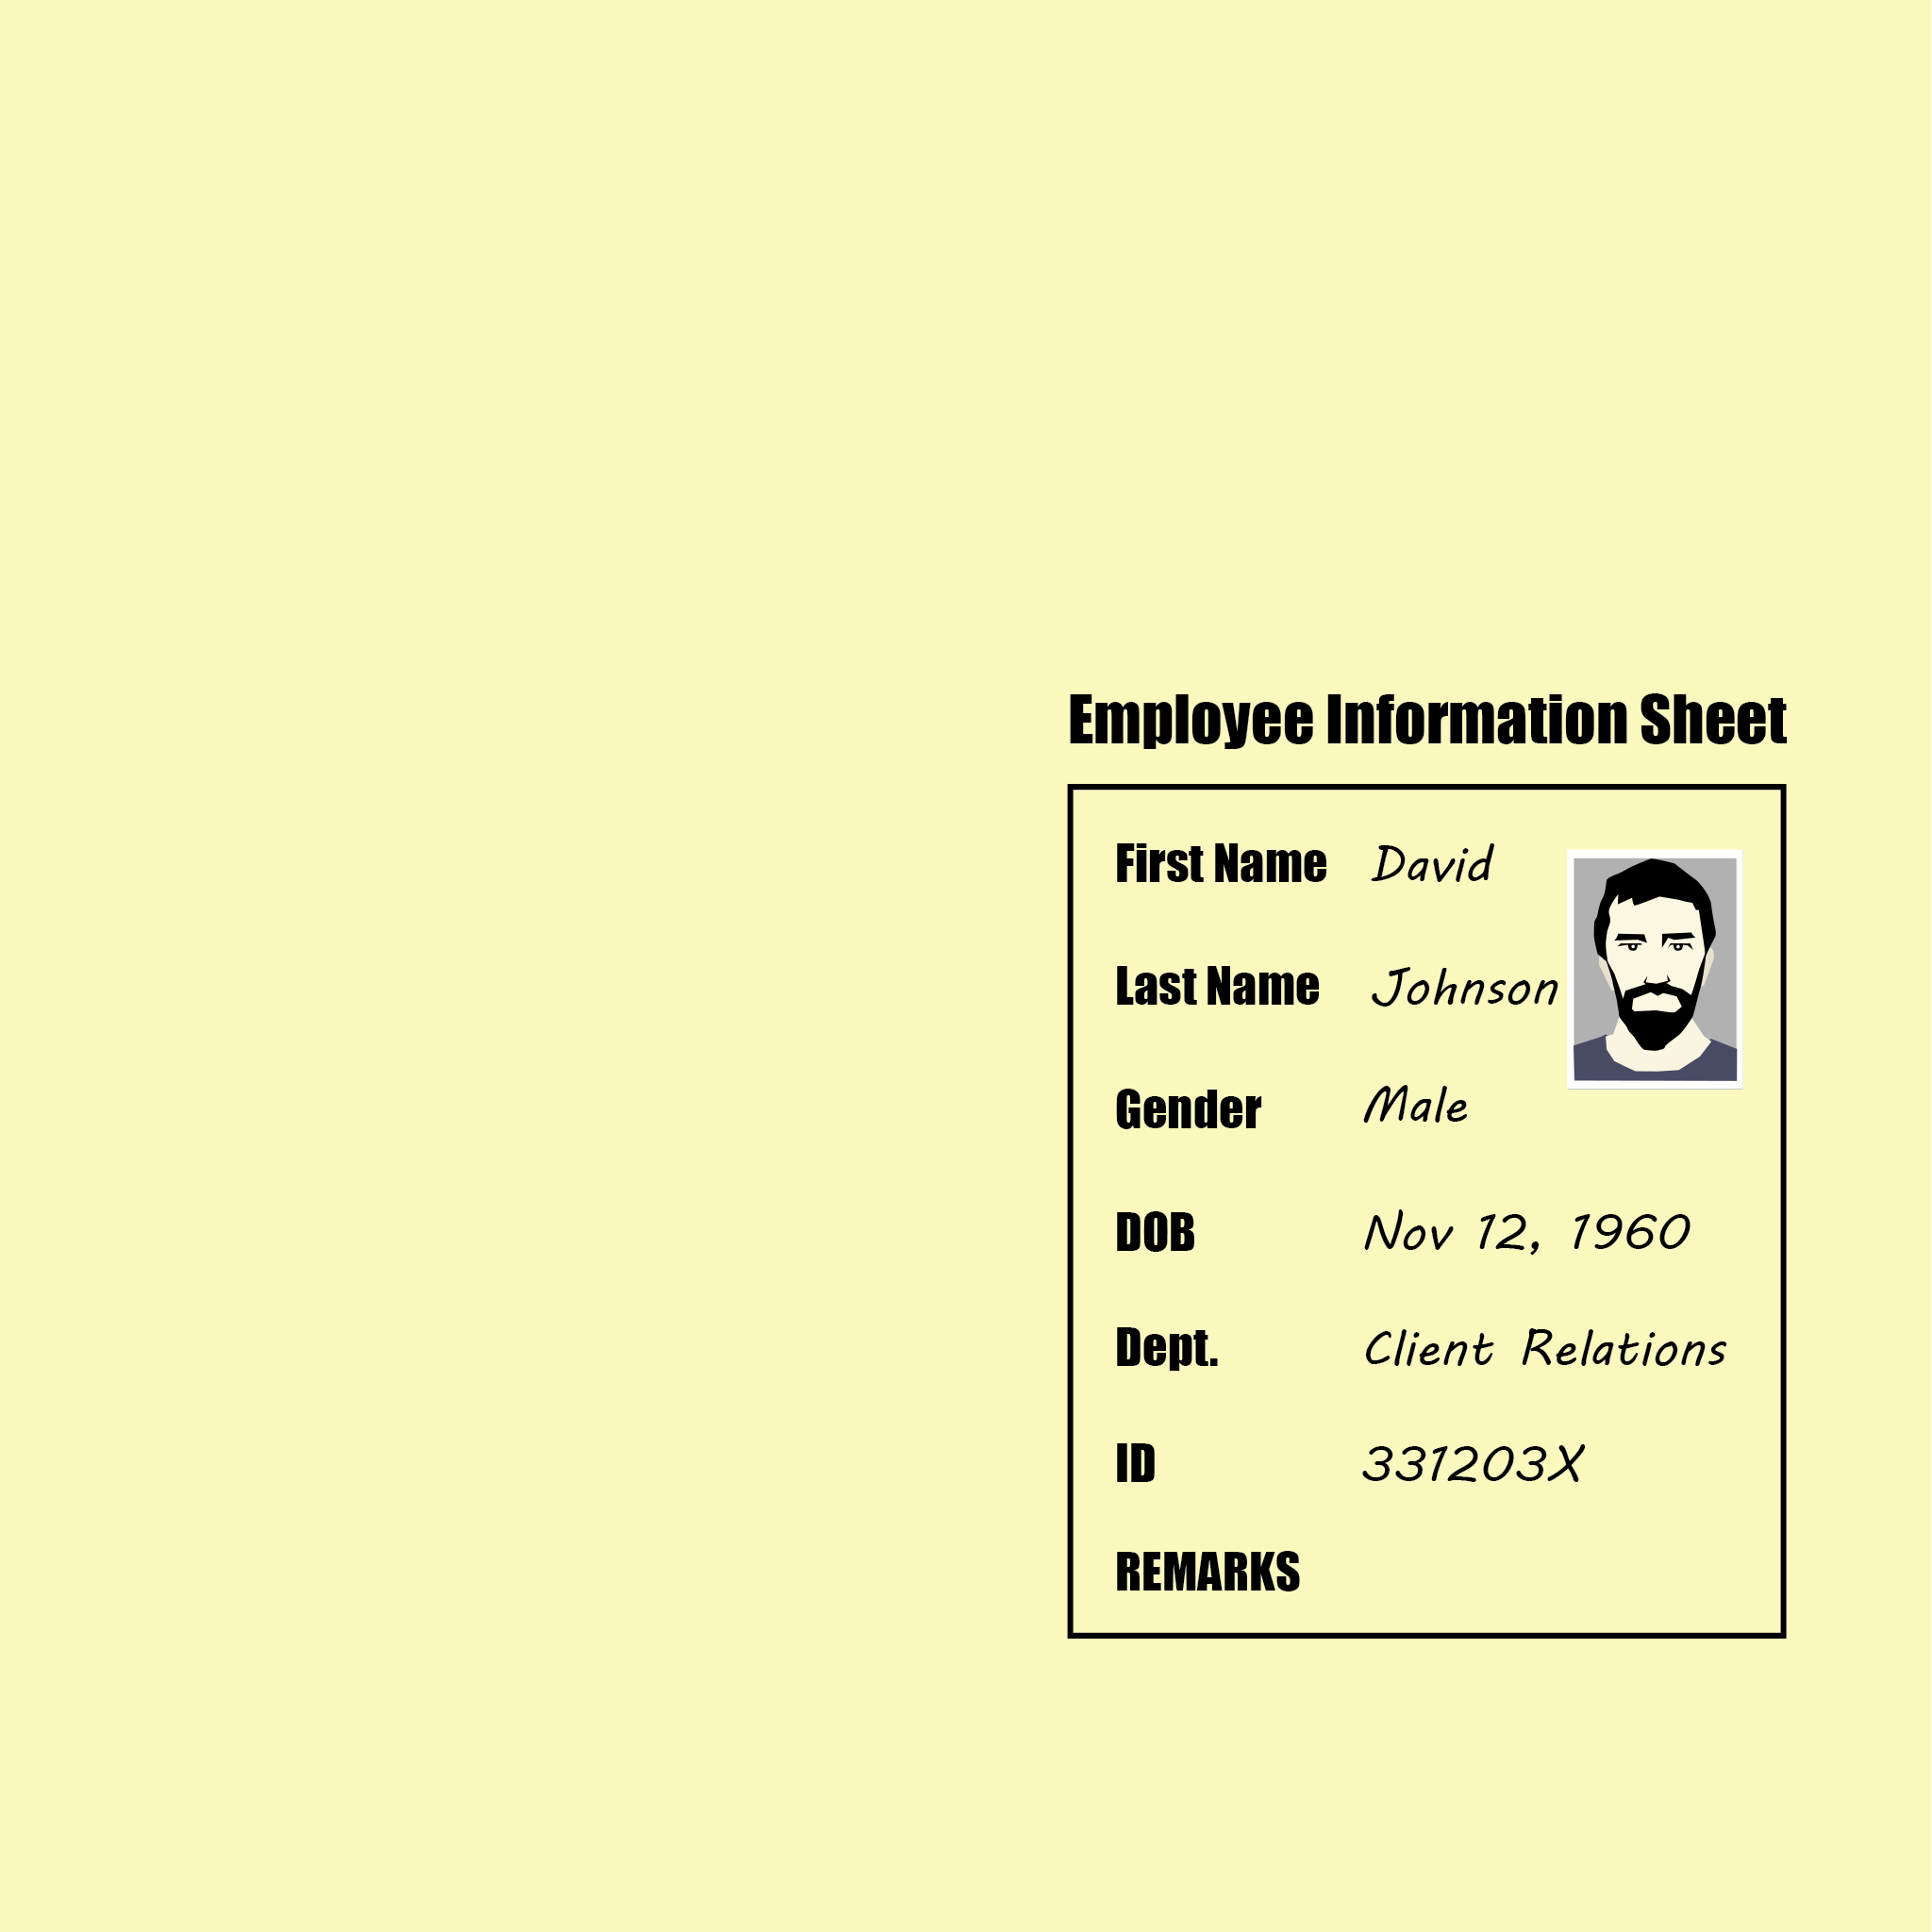 Employee Information Sheet
First Name David
Last Name Johnson
Gender Male
DOB Nov 12, 1960
Dept. Client Relations
ID 331203X
REMARKS